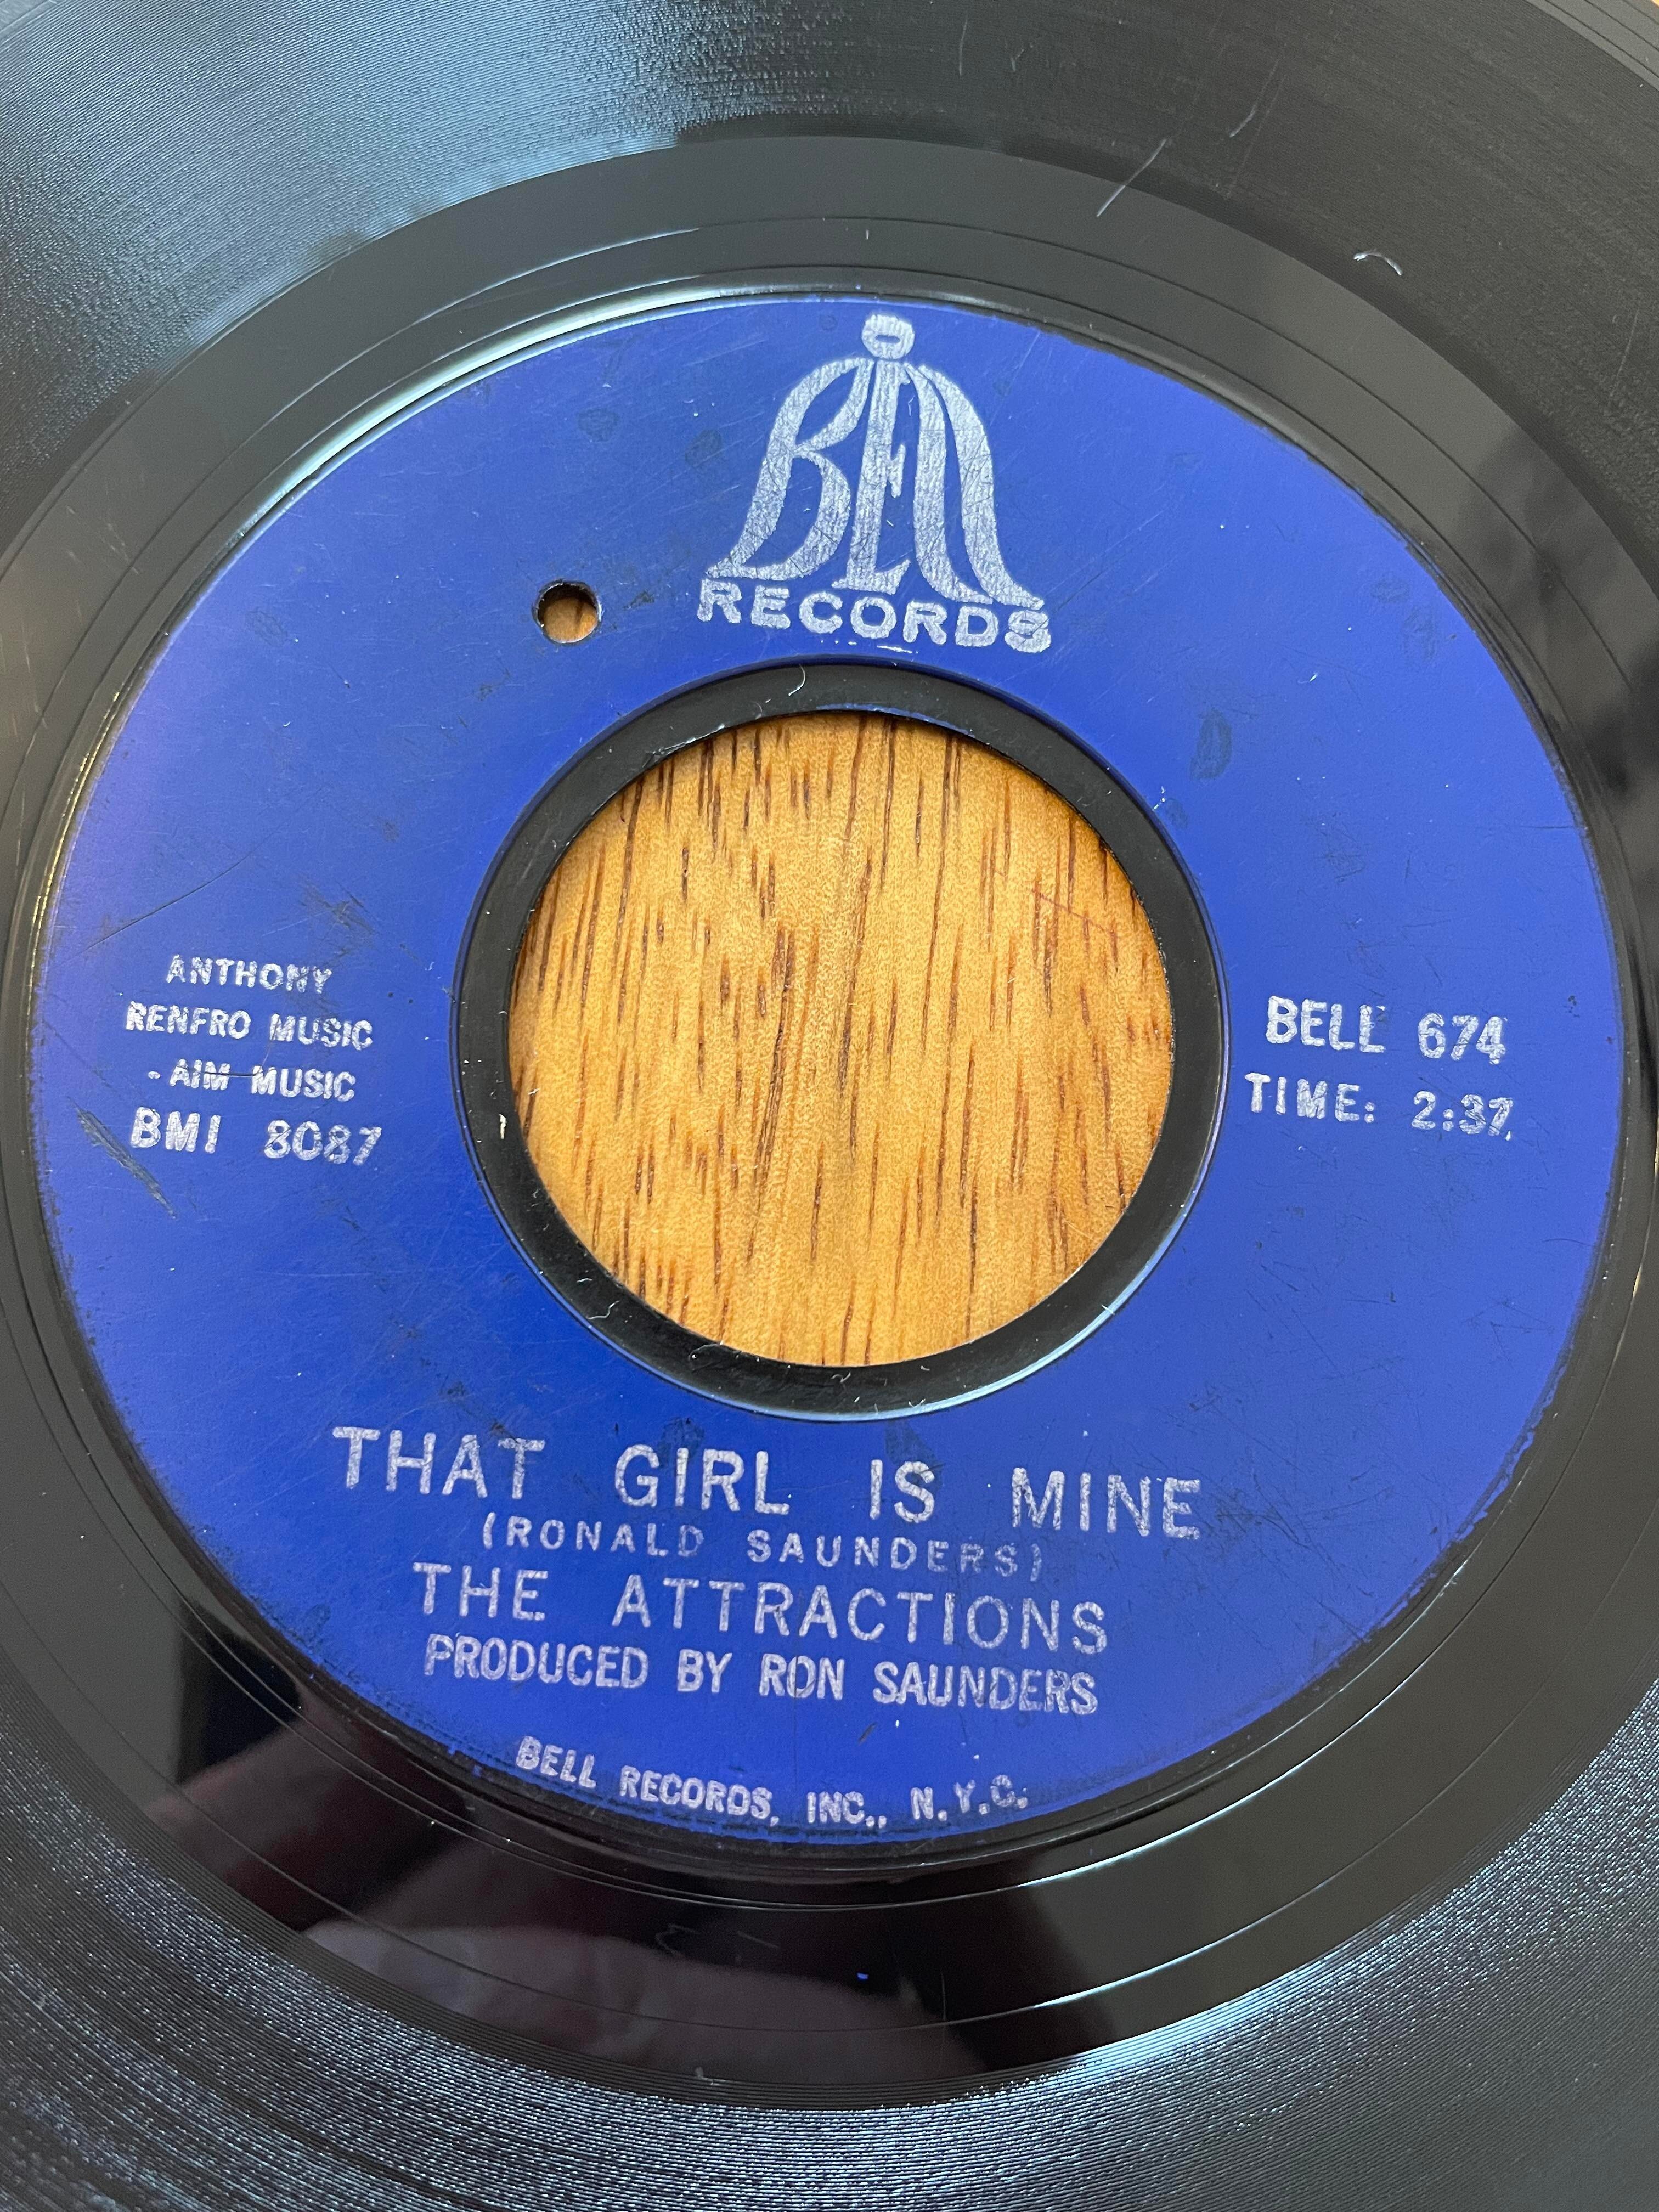 BELL
RECORDS
ANTHONY
RENFRO MUSIC
- AIM MUSIC
BMI 8087
BELL 674
TIME: 2:37
THAT GIRL IS MINE
(RONALD SAUNDERS)
THE ATTRACTIONS
PRODUCED BY RON SAUNDERS
BELL RECORDS, INC., N.Y.C.